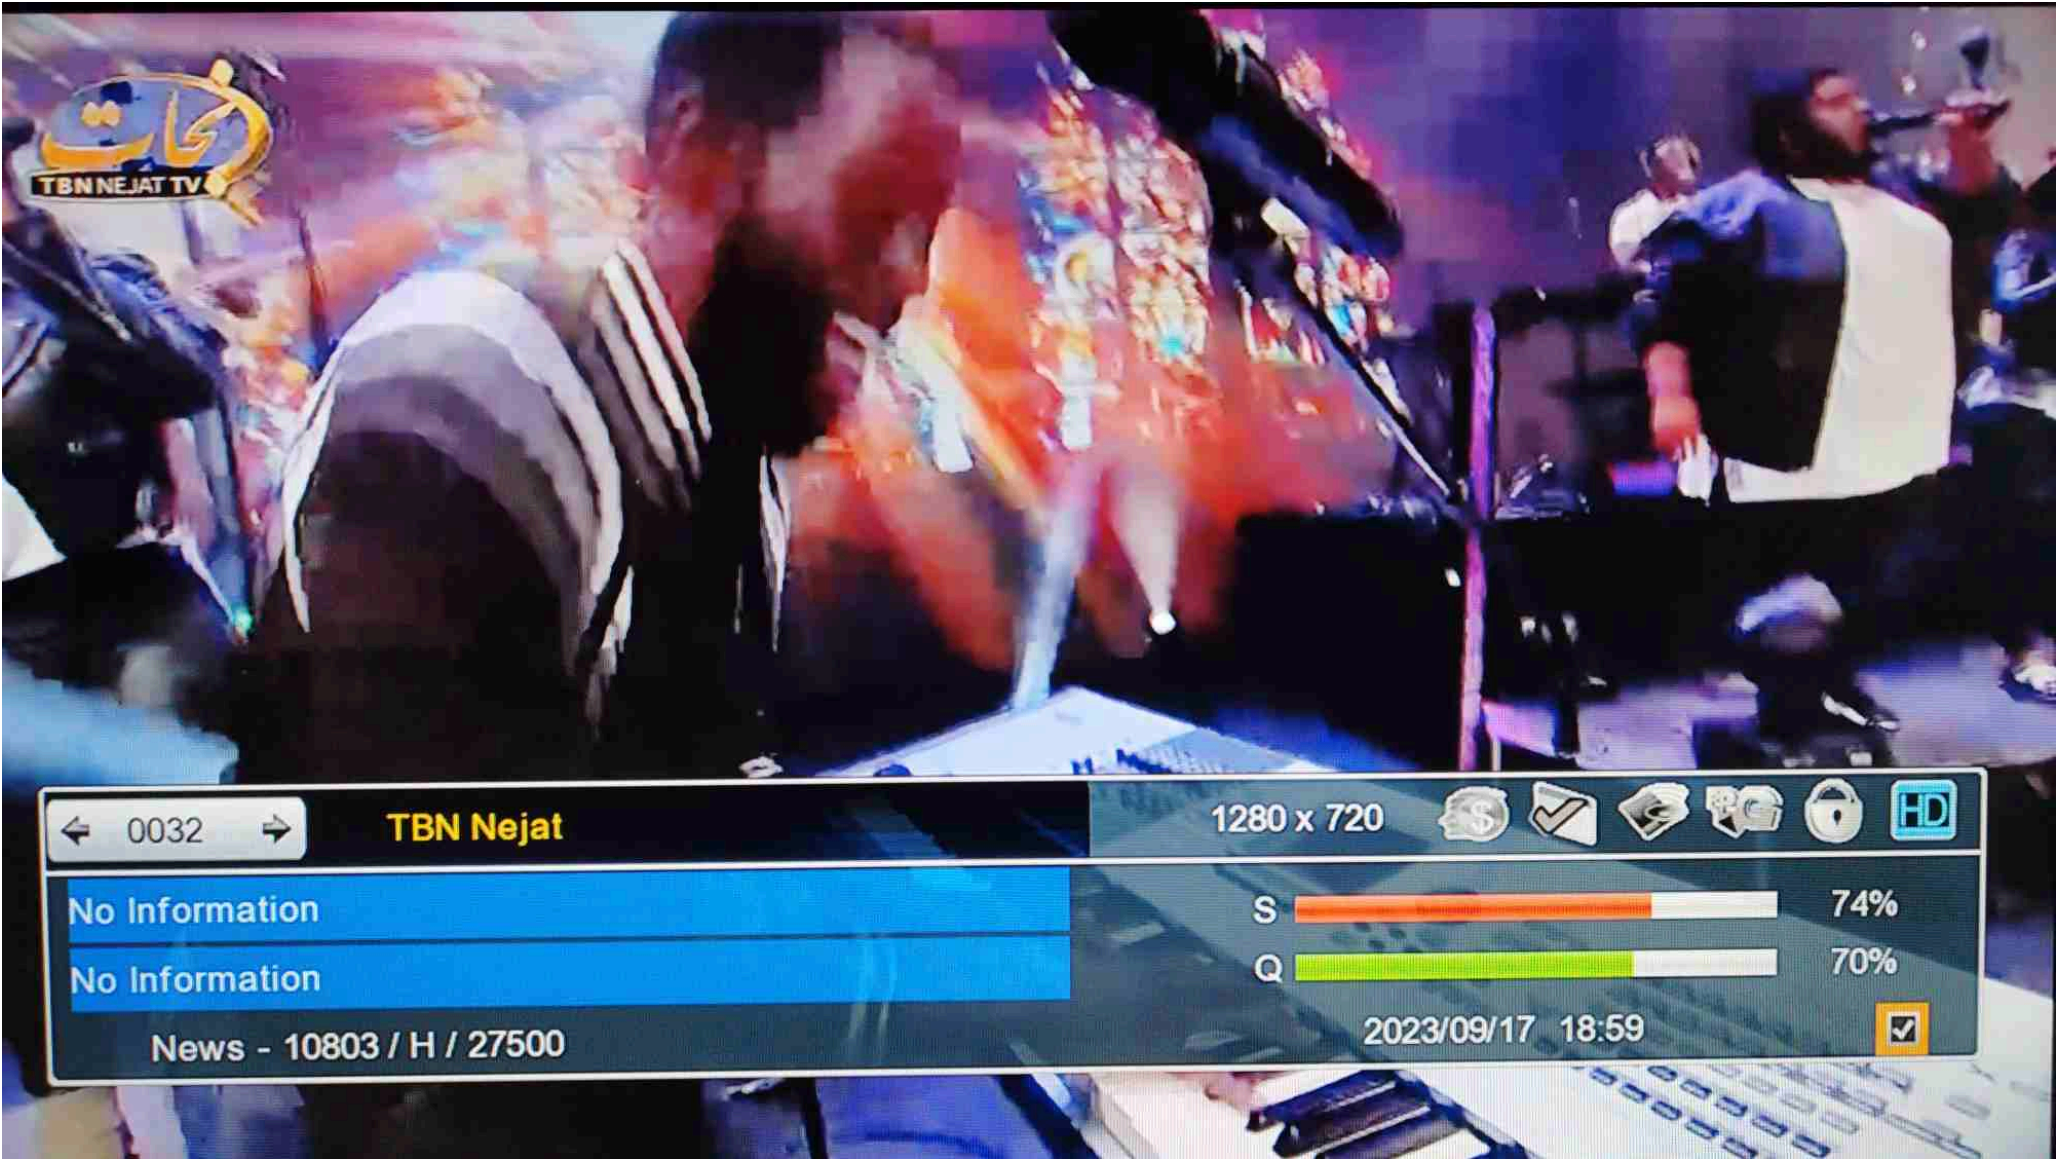 نجات
TBN NEJAT TV
0032
TBN Nejat
1280 x 720
$
HD
No Information
S
74%
No Information
Q
70%
News - 10803 / H / 27500
2023/09/17 18:59